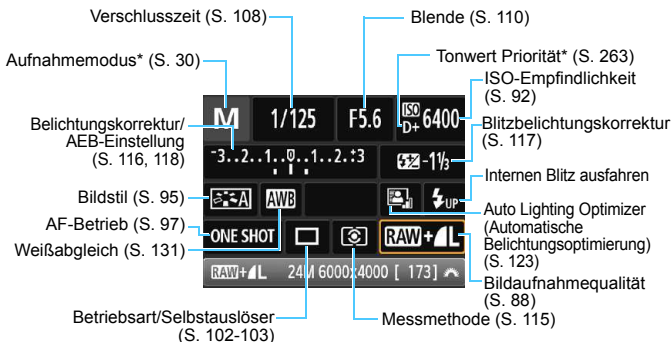 Verschlusszeit (S. 108)
Blende (S. 110)
Aufnahmemodus* (S. 30)
Tonwert Priorität* (S. 263)
ISO-Empfindlichkeit
(S. 92)
M 1/125 F5.6 ISO D+ 6400
Belichtungskorrektur/
AEB-Einstellung
(S. 116, 118)
-3..2..1..0..1..2.:3
-1⅓
Blitzbelichtungskorrektur
(S. 117)
Bildstil (S. 95)
A AWB UP
Internen Blitz ausfahren
AF-Betrieb (S. 97)
Weißabgleich (S. 131)
ONE SHOT RAW+L
Auto Lighting Optimizer
(Automatische
Belichtungsoptimierung)
(S. 123)
RAW+L 24M 6000x4000 [ 173]
Bildaufnahmequalität
(S. 88)
Betriebsart/Selbstauslöser
(S. 102-103)
Messmethode (S. 115)